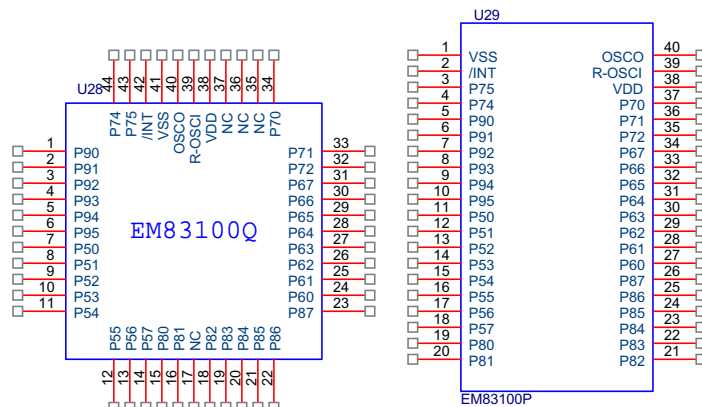 U28
44 43 42 41 40 39 38 37 36 35 34
P74 P75 /INT VSS OSCO R-OSCI VDD NC NC NC P70
1 P90
2 P91
3 P92
4 P93
5 P94
6 P95
7 P50
8 P51
9 P52
10 P53
11 P54
EM83100Q
P71 33
P72 32
P67 31
P66 30
P65 29
P64 28
P63 27
P62 26
P61 25
P60 24
P87 23
P55 P56 P57 P80 P81 NC P82 P83 P84 P85 P86
12 13 14 15 16 17 18 19 20 21 22
U29
1 VSS OSCO 40
2 /INT R-OSCI 39
3 P75 VDD 38
4 P74 P70 37
5 P90 P71 36
6 P91 P72 35
7 P92 P67 34
8 P93 P66 33
9 P94 P65 32
10 P95 P64 31
11 P50 P63 30
12 P51 P62 29
13 P52 P61 28
14 P53 P60 27
15 P54 P87 26
16 P55 P86 25
17 P56 P85 24
18 P57 P84 23
19 P80 P83 22
20 P81 P82 21
EM83100P